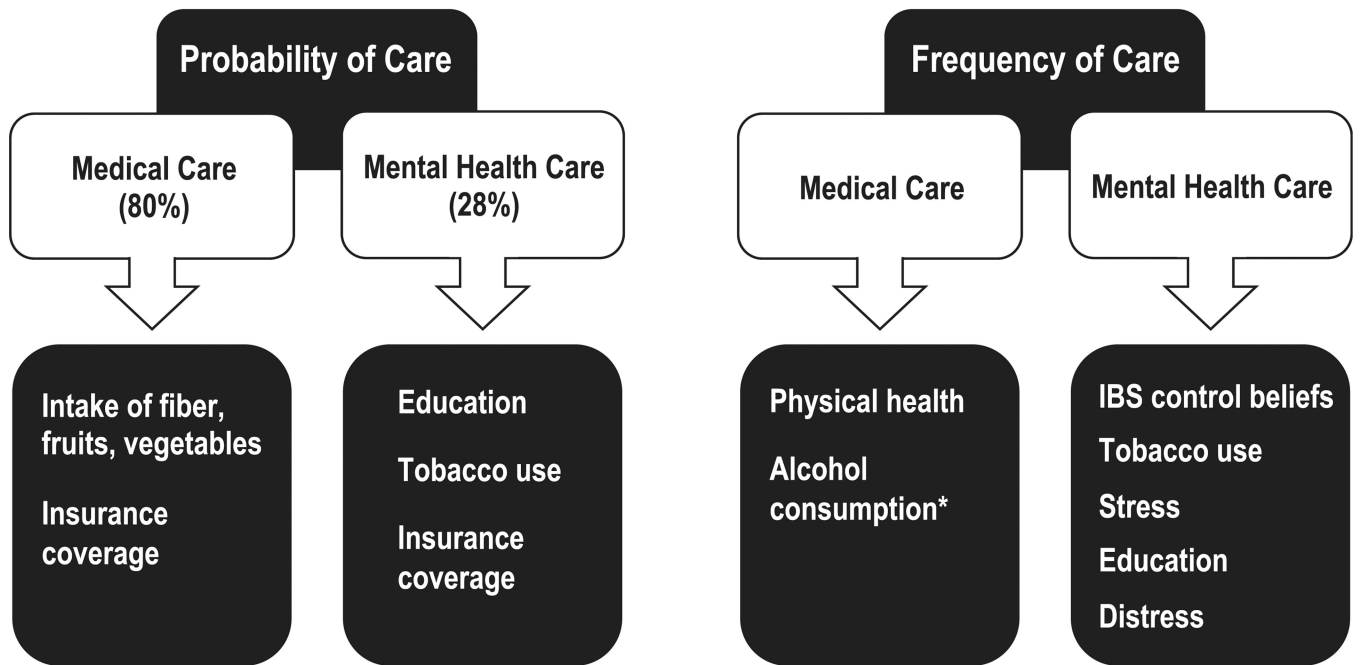 Probability of Care
Medical Care
(80%)
Mental Health Care
(28%)
Intake of fiber,
fruits, vegetables
Insurance
coverage
Education
Tobacco use
Insurance
coverage
Frequency of Care
Medical Care
Mental Health Care
Physical health
Alcohol
consumption*
IBS control beliefs
Tobacco use
Stress
Education
Distress